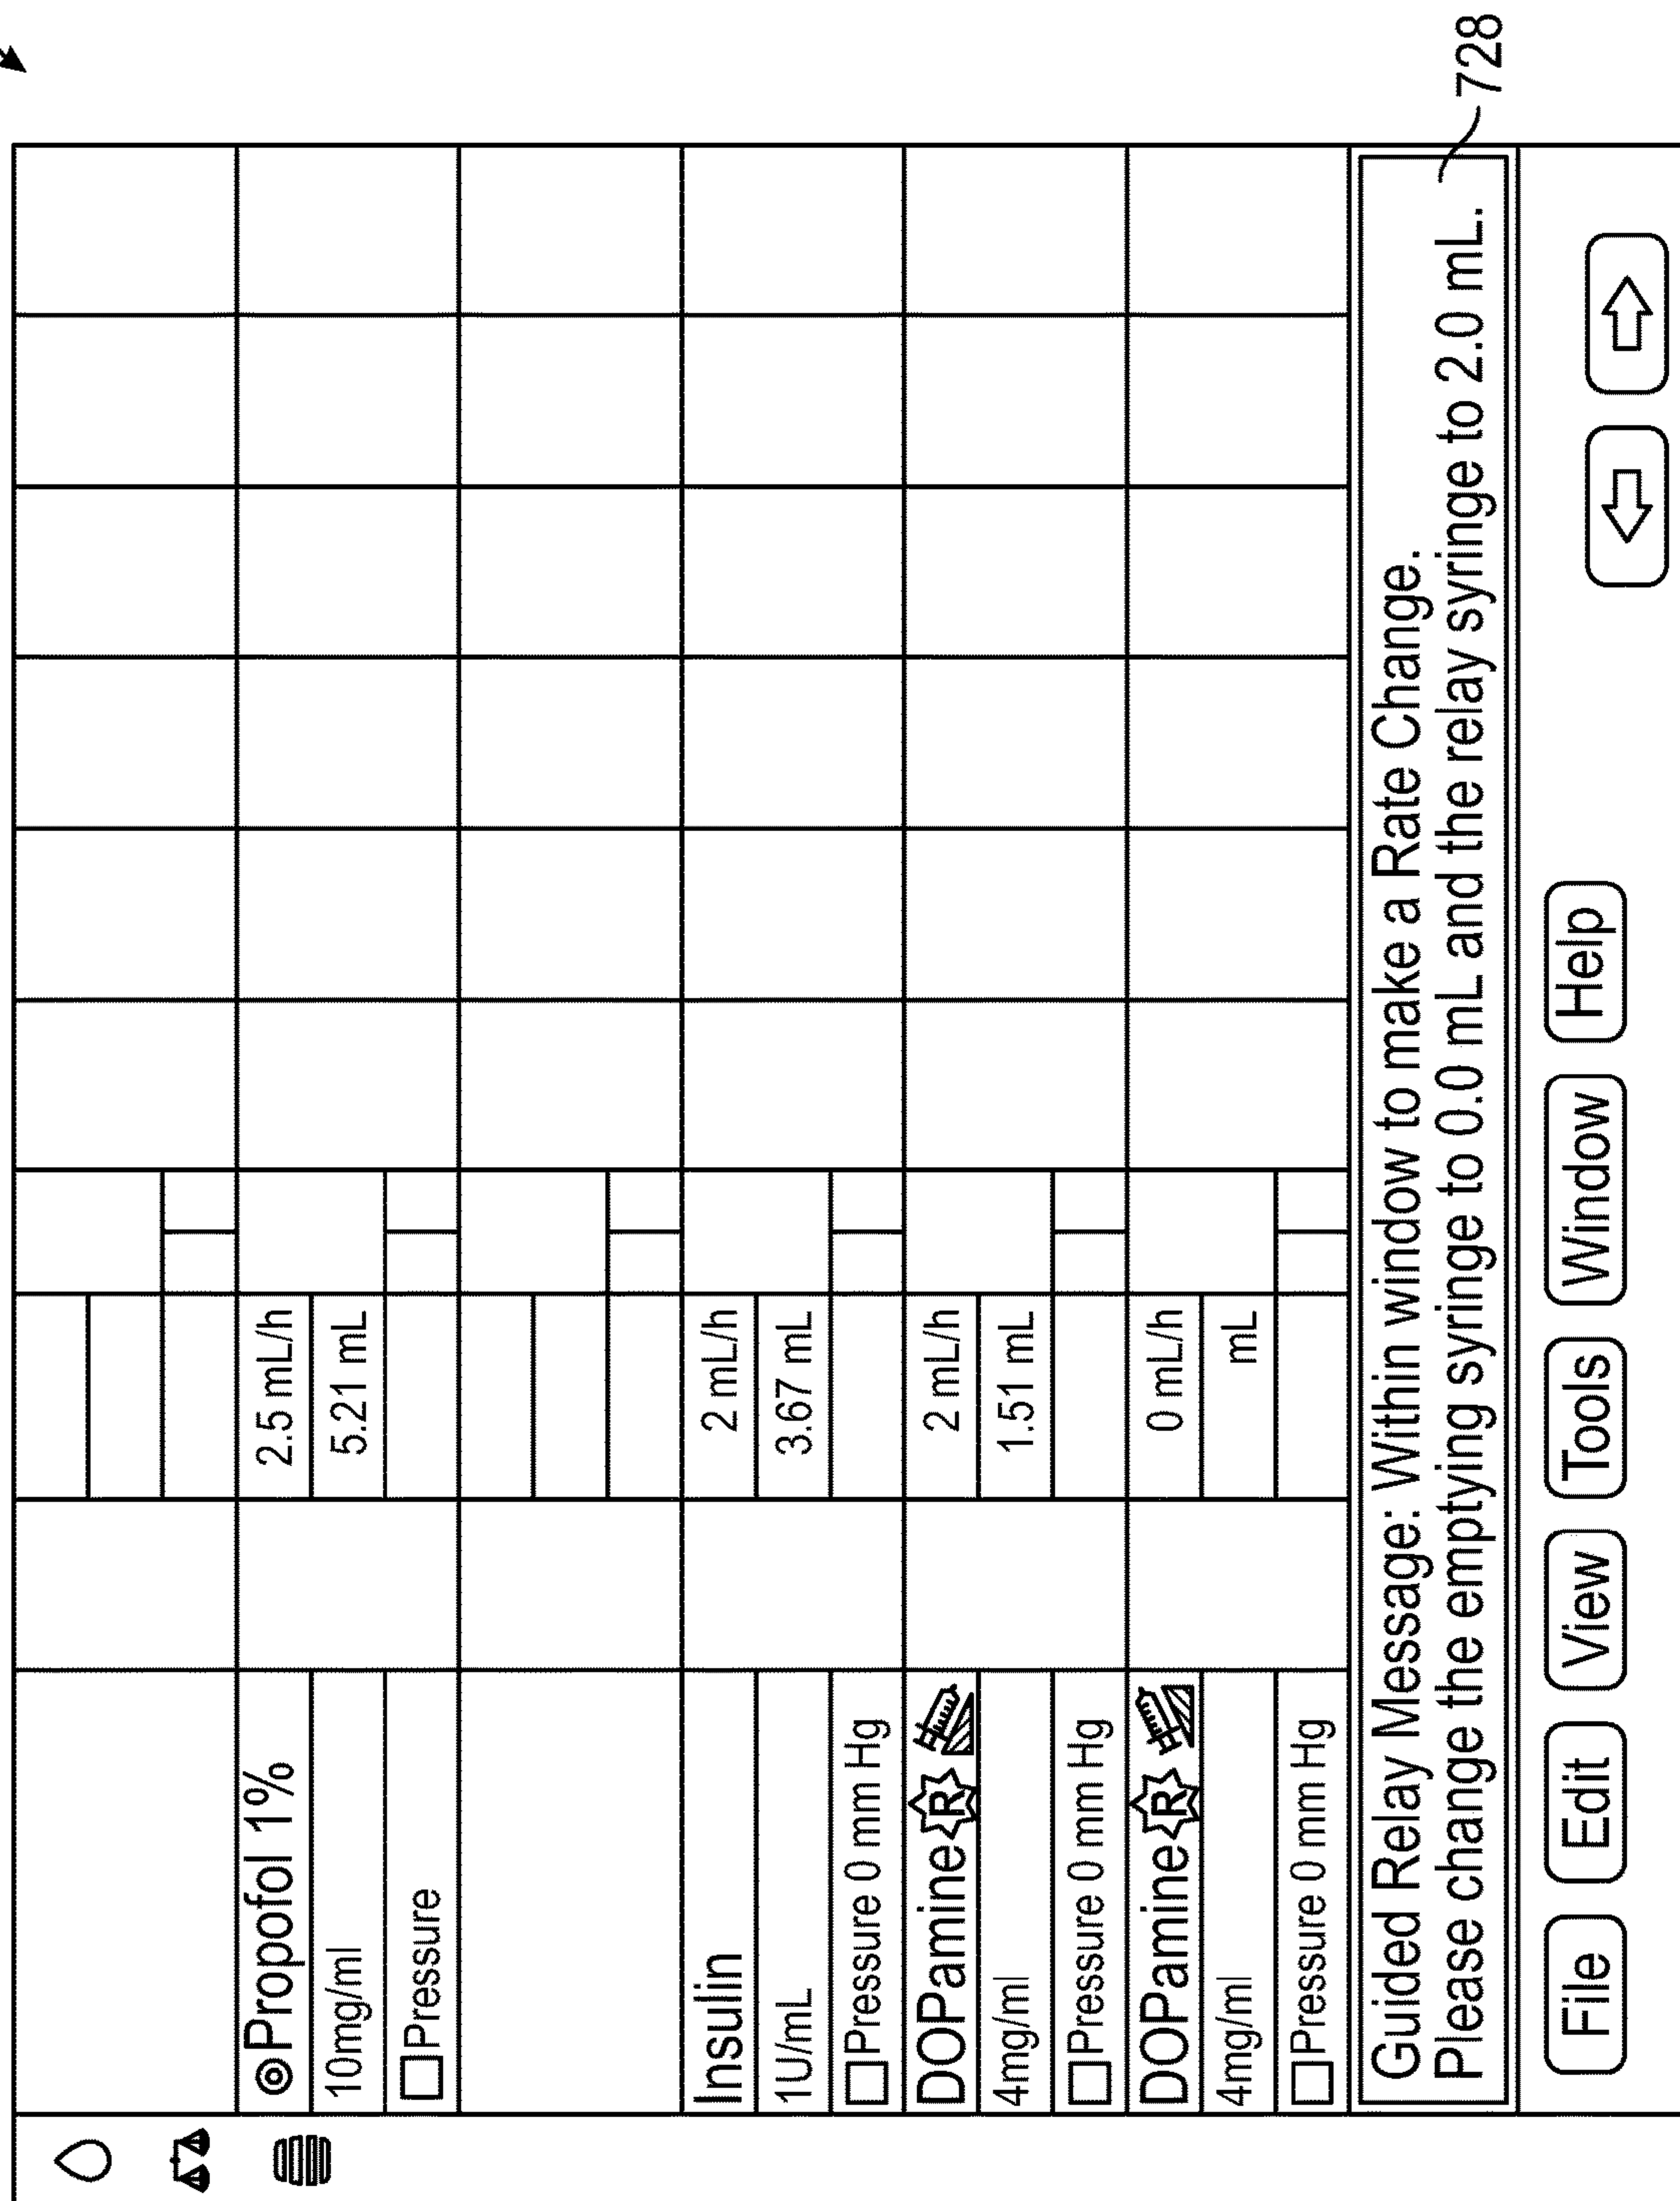 Propofol 1%
2.5 mL/h
10mg/ml
5.21 mL
Pressure
Insulin
2 mL/h
1U/mL
3.67 mL
Pressure 0 mm Hg
DOPamine R
2 mL/h
4mg/ml
1.51 mL
Pressure 0 mm Hg
DOPamine R
0 mL/h
4mg/ml
mL
Pressure 0 mm Hg
Guided Relay Message: Within window to make a Rate Change.
Please change the emptying syringe to 0.0 mL and the relay syringe to 2.0 mL.
728
File
Edit
View
Tools
Window
Help